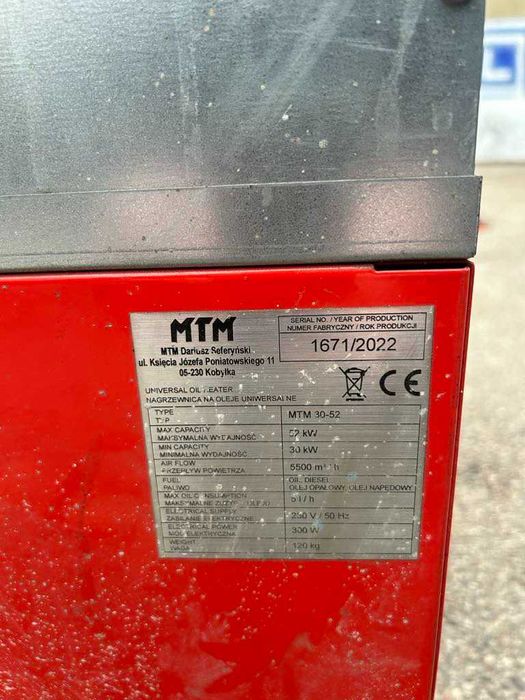 MTM
MTM Dariusz Seferyński
ul. Księcia Józefa Poniatowskiego 11
05-230 Kobyłka
SERIAL NO. / YEAR OF PRODUCTION
NUMER FABRYCZNY / ROK PRODUKCJI
1671/2022
CE
UNIVERSAL OIL HEATER
NAGRZEWNICA NA OLEJE UNIWERSALNE
TYPE
TYP
MTM 30-52
MAX CAPACITY
MAKSYMALNA WYDAJNOŚĆ
52 kW
MIN CAPACITY
MINIMALNA WYDAJNOŚĆ
30 kW
AIR FLOW
PRZEPŁYW POWIETRZA
5500 m³/h
FUEL
PALIWO
OIL, DIESEL
OLEJ OPAŁOWY, OLEJ NAPĘDOWY
MAX OIL CONSUMPTION
MAKSYMALNE ZUŻYCIE OLEJU
l / h
ELECTRICAL SUPPLY
ZASILANIE ELEKTRYCZNE
230 V / 50 Hz
ELECTRICAL POWER
MOC ELEKTRYCZNA
300 W
WEIGHT
WAGA
120 kg